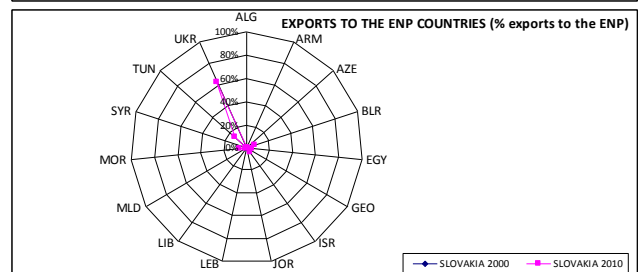 EXPORTS TO THE ENP COUNTRIES (% exports to the ENP)
ALG
ARM
AZE
BLR
EGY
GEO
ISR
JOR
LEB
LIB
MLD
MOR
SYR
TUN
UKR
100%
80%
60%
40%
20%
0%
SLOVAKIA 2000
SLOVAKIA 2010